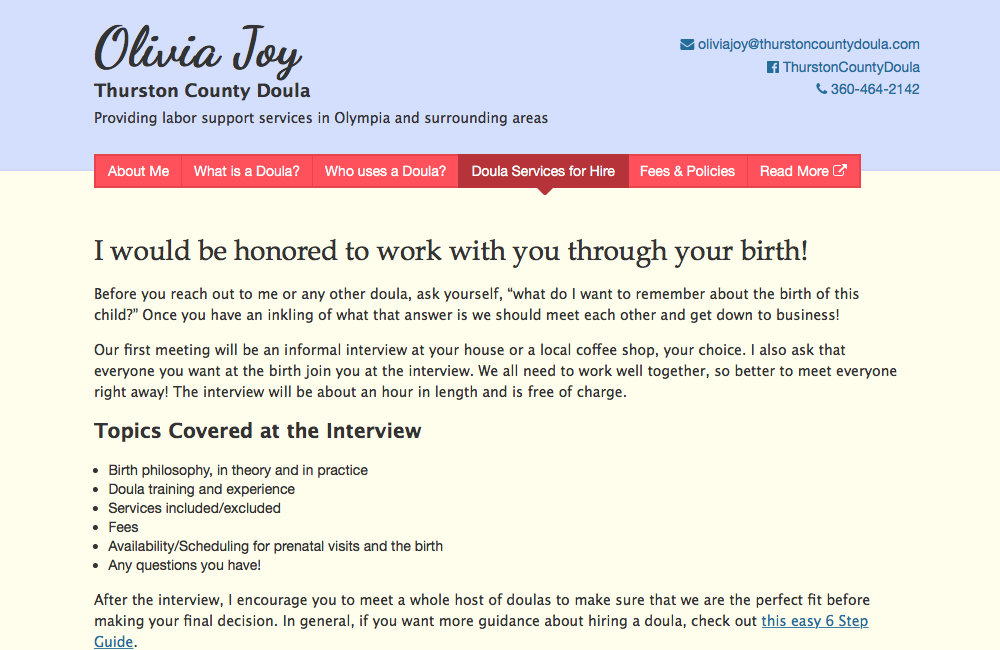 Olivia Joy
Thurston County Doula
Providing labor support services in Olympia and surrounding areas
oliviajoy@thurstoncountydoula.com
ThurstonCountyDoula
360-464-2142
About Me What is a Doula? Who uses a Doula? Doula Services for Hire Fees & Policies Read More
I would be honored to work with you through your birth!
Before you reach out to me or any other doula, ask yourself, “what do I want to remember about the birth of this
child?” Once you have an inkling of what that answer is we should meet each other and get down to business!
Our first meeting will be an informal interview at your house or a local coffee shop, your choice. I also ask that
everyone you want at the birth join you at the interview. We all need to work well together, so better to meet everyone
right away! The interview will be about an hour in length and is free of charge.
Topics Covered at the Interview
• Birth philosophy, in theory and in practice
• Doula training and experience
• Services included/excluded
• Fees
• Availability/Scheduling for prenatal visits and the birth
• Any questions you have!
After the interview, I encourage you to meet a whole host of doulas to make sure that we are the perfect fit before
making your final decision. In general, if you want more guidance about hiring a doula, check out this easy 6 Step
Guide.